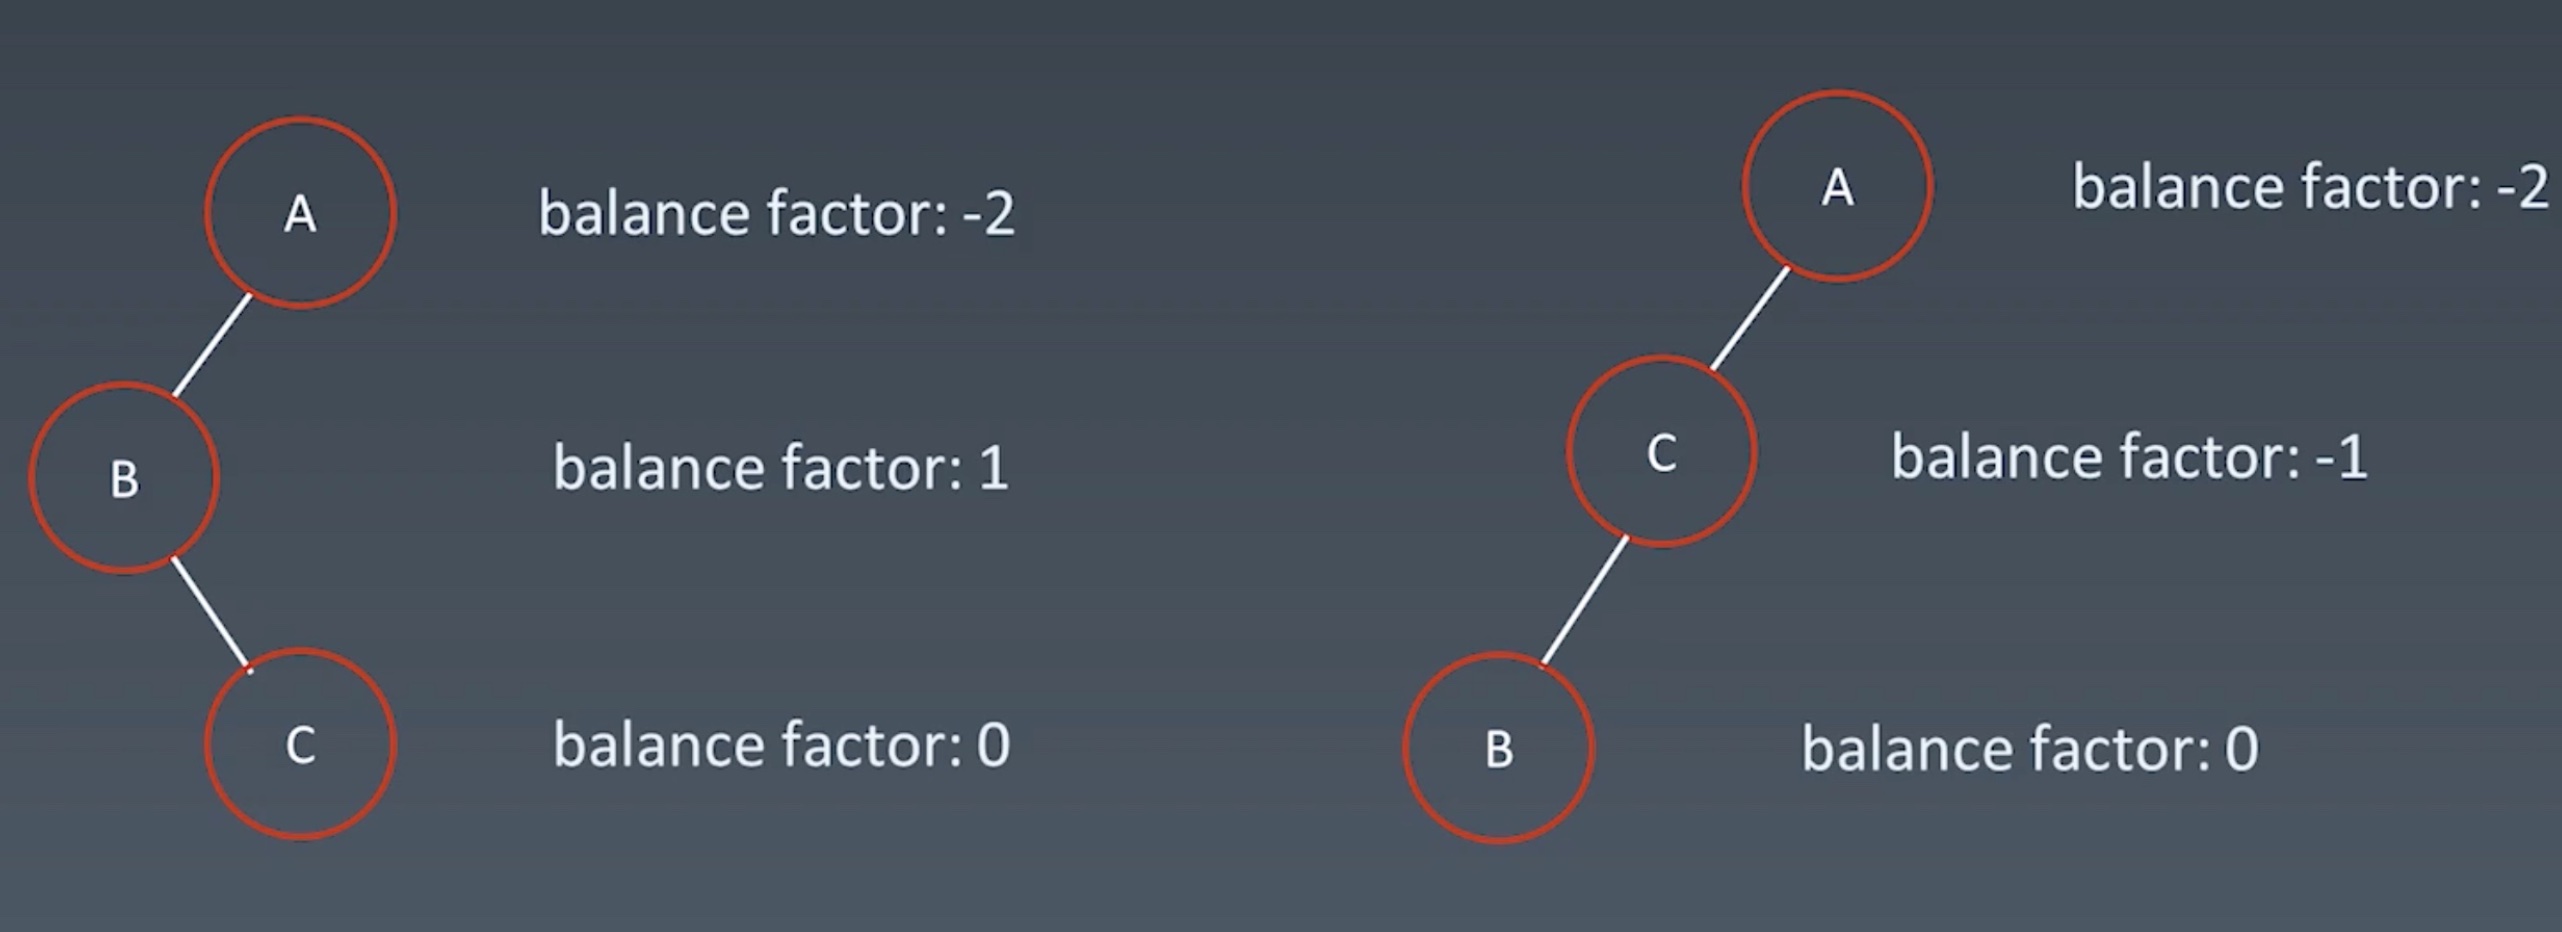 A
balance factor: -2
B
balance factor: 1
C
balance factor: 0
A
balance factor: -2
C
balance factor: -1
B
balance factor: 0